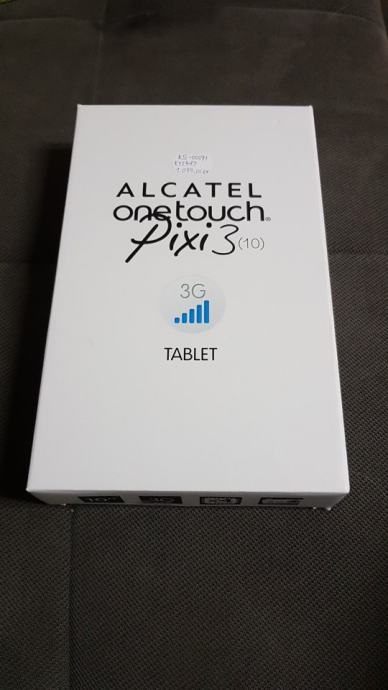 ALCATEL
onetouch®
Pixi 3 (10)
3G
TABLET